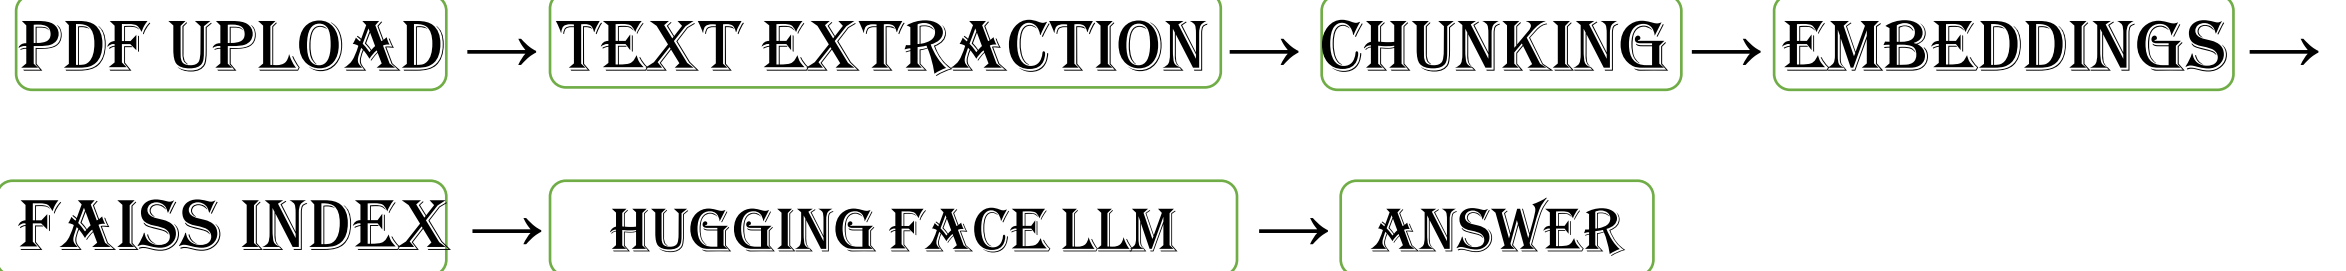 PDF UPLOAD → TEXT EXTRACTION → CHUNKING → EMBEDDINGS →
FAISS INDEX → HUGGING FACE LLM → ANSWER